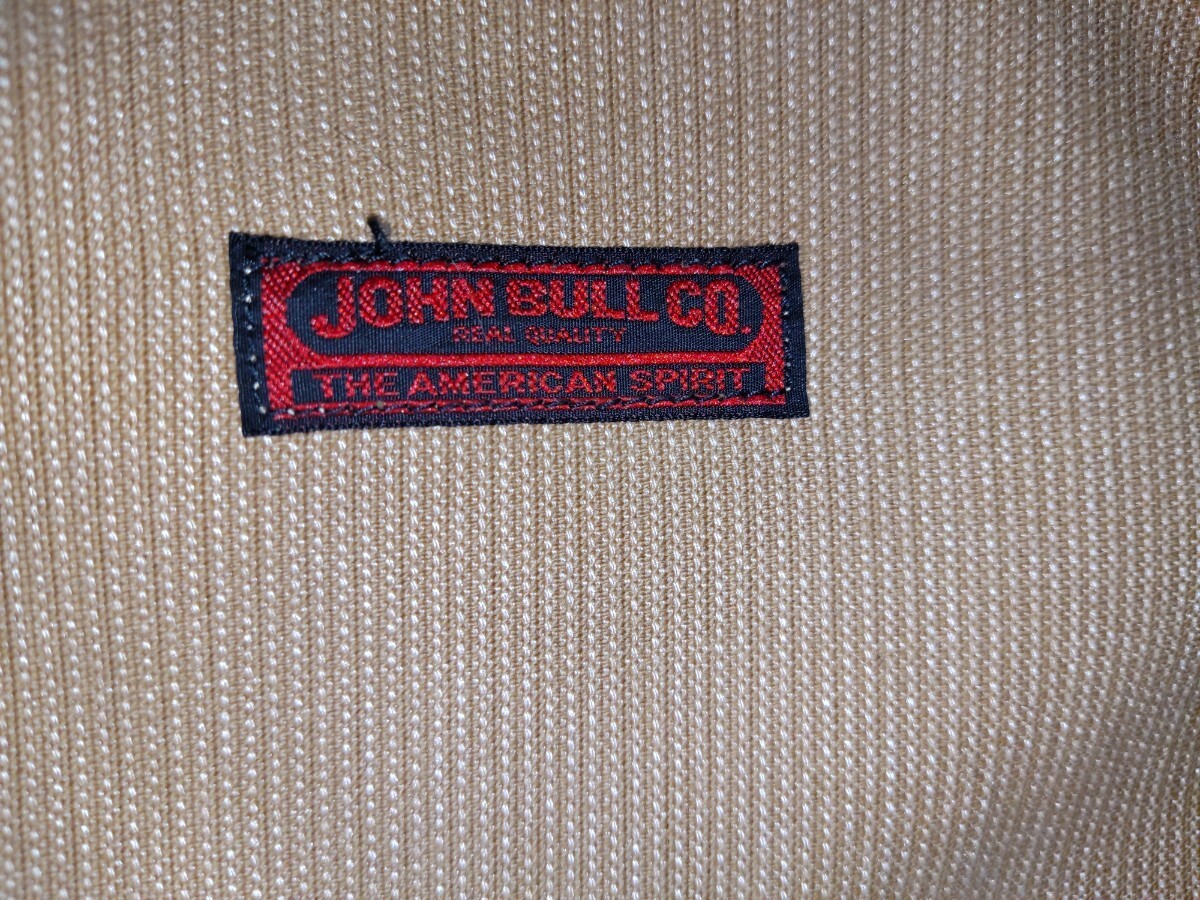 JOHN BULL CO.
REAL QUALITY
THE AMERICAN SPIRIT